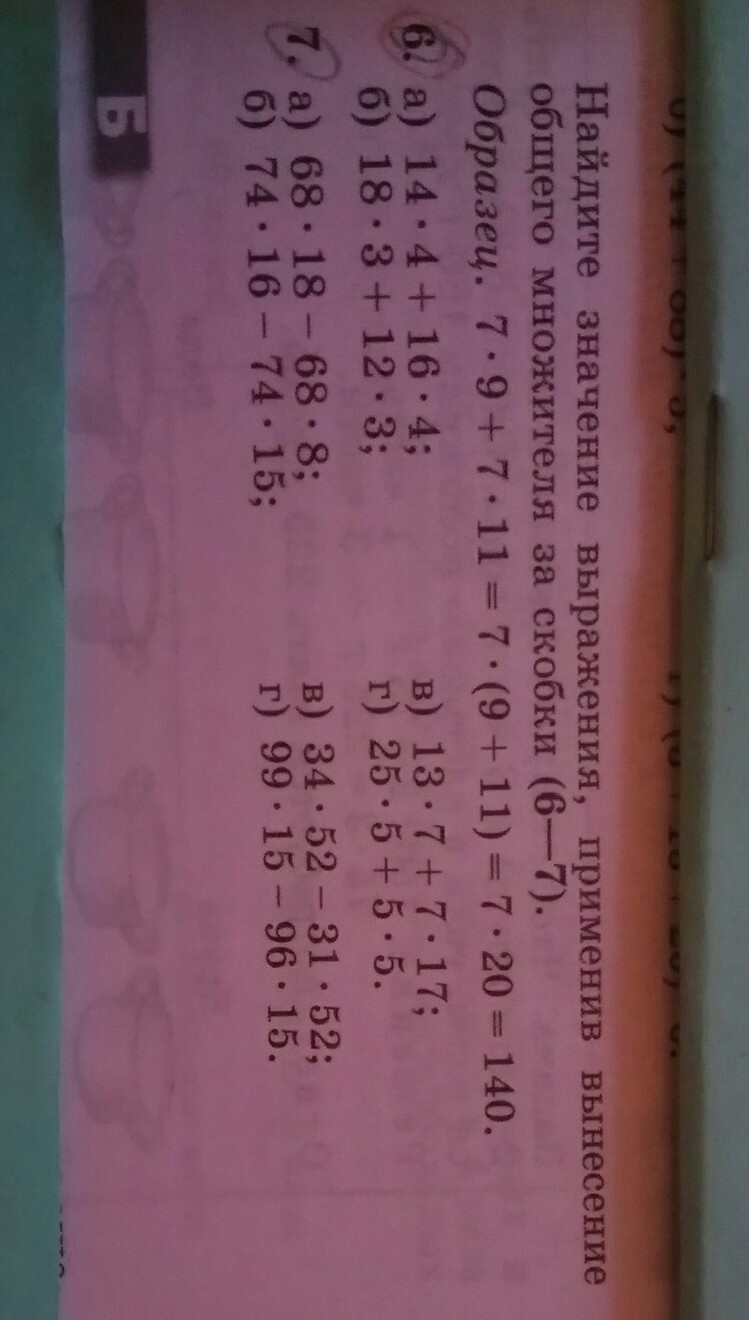 Найдите значение выражения, применив вынесение
общего множителя за скобки (6—7).
Образец. 7 · 9 + 7 · 11 = 7 · (9 + 11) = 7 · 20 = 140.
6. а) 14 · 4 + 16 · 4; в) 13 · 7 + 7 · 17;
б) 18 · 3 + 12 · 3; г) 25 · 5 + 5 · 5.
7. а) 68 · 18 − 68 · 8; в) 34 · 52 − 31 · 52;
б) 74 · 16 − 74 · 15; г) 99 · 15 − 96 · 15.
Б